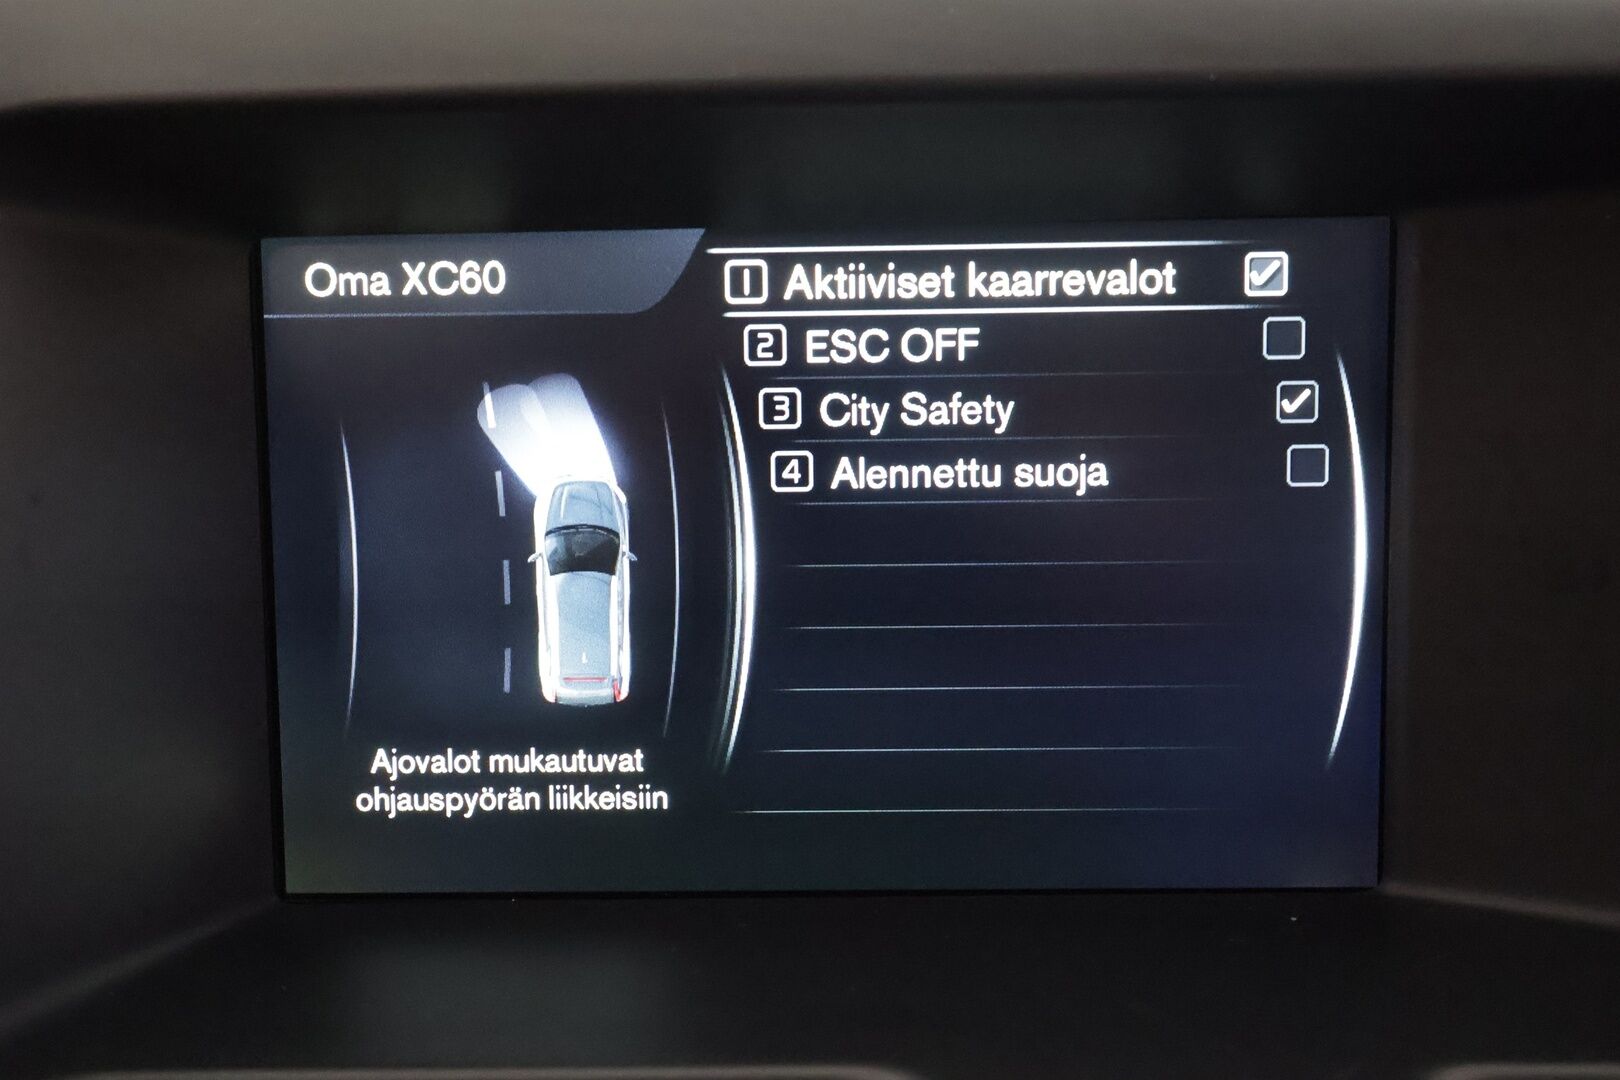 Oma XC60
1 Aktiiviset kaarrevalot
2 ESC OFF
3 City Safety
4 Alennettu suoja
Ajovalot mukautuvat
ohjauspyörän liikkeisiin